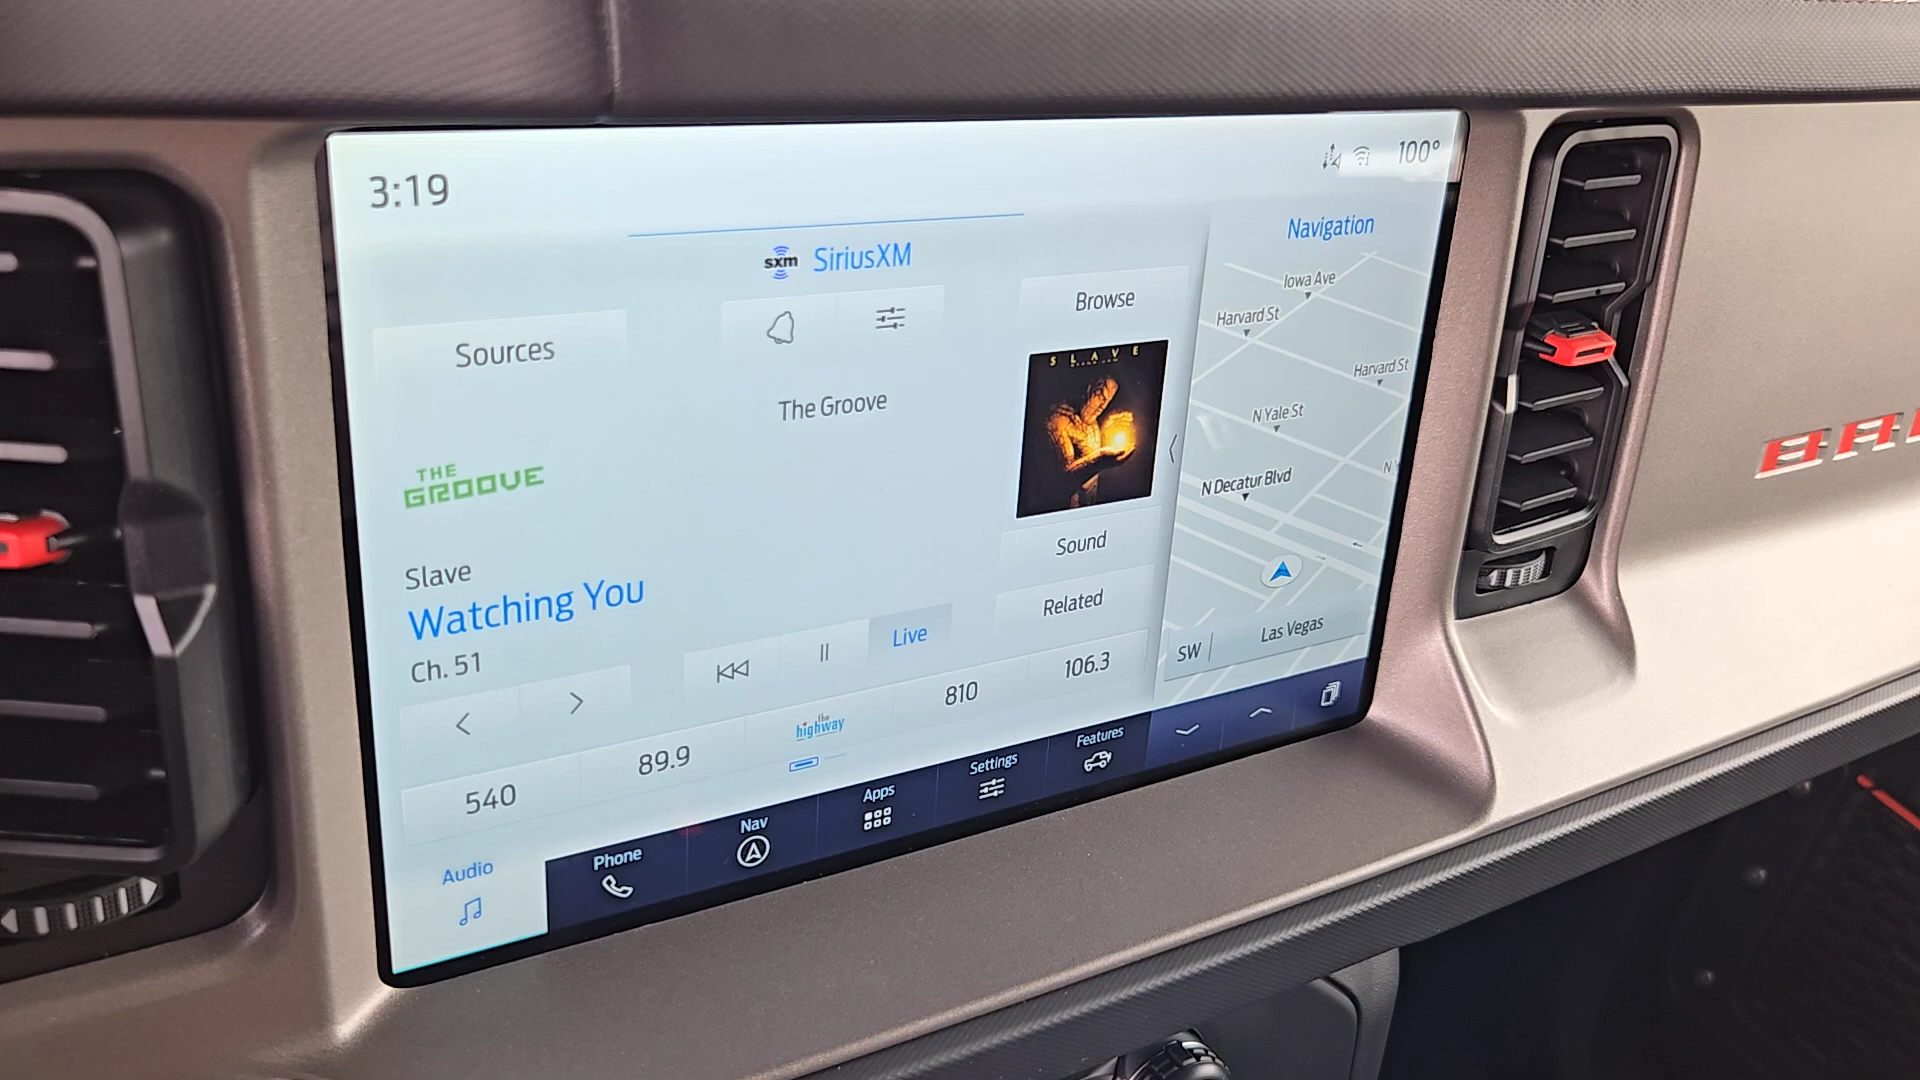 3:19
100°
sxm SiriusXM
Navigation
Sources
Browse
The Groove
THE
GROOVE
SLAVE
Slave
Watching You
Ch. 51
Live
Sound
Related
540
89.9
the
highway
810
106.3
Iowa Ave
Harvard St
Harvard St
N Yale St
N Decatur Blvd
SW
Las Vegas
Audio
Phone
Nav
Apps
Settings
Features